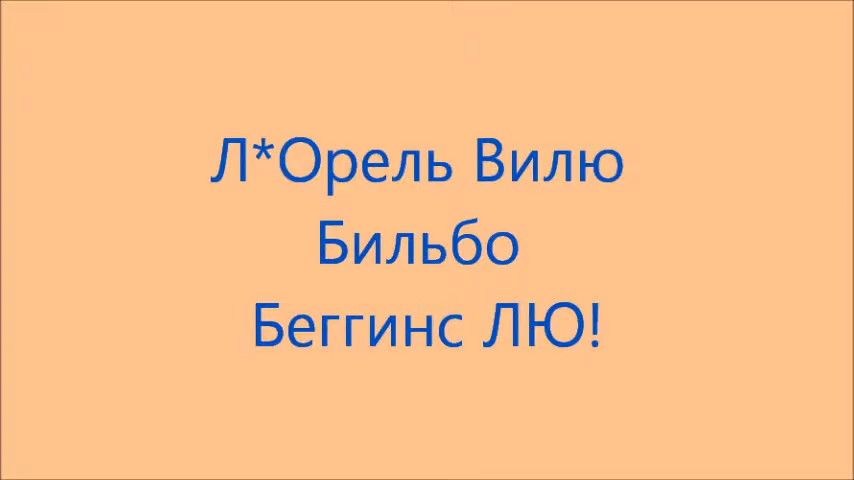 Л*Орель Вилю
Бильбо
Беггинс ЛЮ!